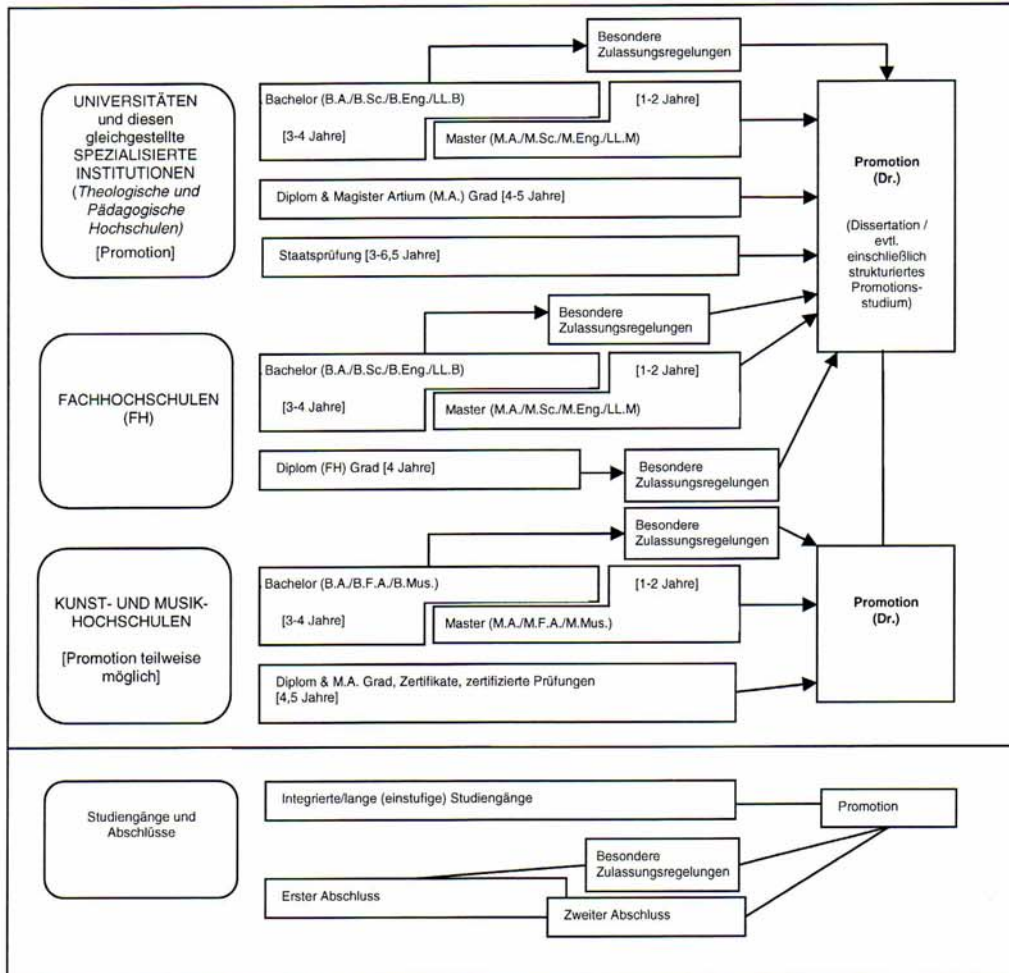 Besondere
Zulassungsregelungen
UNIVERSITÄTEN
und diesen
gleichgestellte
SPEZIALISIERTE
INSTITUTIONEN
(Theologische und
Pädagogische
Hochschulen)
[Promotion]
Bachelor (B.A./B.Sc./B.Eng./LL.B)
[3-4 Jahre]
[1-2 Jahre]
Master (M.A./M.Sc./M.Eng./LL.M)
Diplom & Magister Artium (M.A.) Grad [4-5 Jahre]
Staatsprüfung [3-6,5 Jahre]
Promotion
(Dr.)
(Dissertation /
evtl.
einschließlich
strukturiertes
Promotions-
studium)
FACHHOCHSCHULEN
(FH)
Besondere
Zulassungsregelungen
Bachelor (B.A./B.Sc./B.Eng./LL.B)
[3-4 Jahre]
[1-2 Jahre]
Master (M.A./M.Sc./M.Eng./LL.M)
Diplom (FH) Grad [4 Jahre]
Besondere
Zulassungsregelungen
KUNST- UND MUSIK-
HOCHSCHULEN
[Promotion teilweise
möglich]
Besondere
Zulassungsregelungen
Bachelor (B.A./B.F.A./B.Mus.)
[3-4 Jahre]
[1-2 Jahre]
Master (M.A./M.F.A./M.Mus.)
Diplom & M.A. Grad, Zertifikate, zertifizierte Prüfungen
[4,5 Jahre]
Promotion
(Dr.)
Studiengänge und
Abschlüsse
Integrierte/lange (einstufige) Studiengänge
Promotion
Besondere
Zulassungsregelungen
Erster Abschluss
Zweiter Abschluss